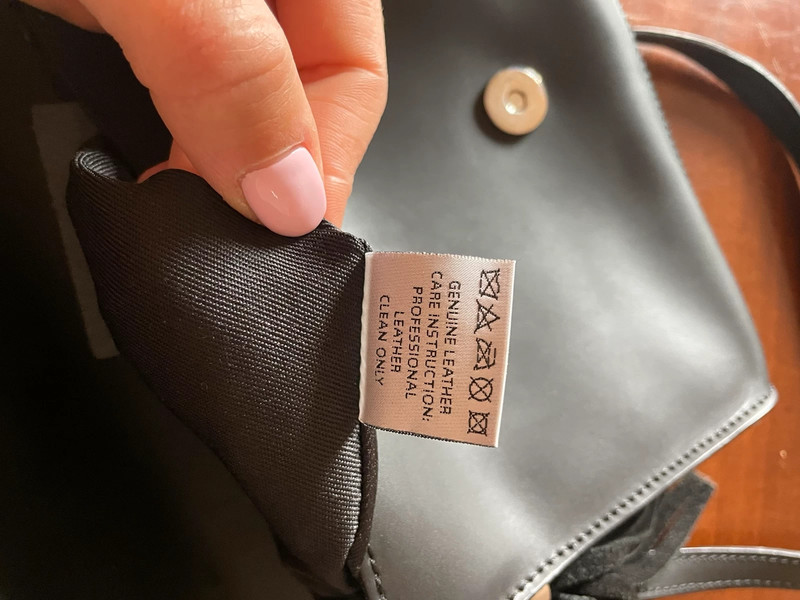 GENUINE LEATHER
CARE INSTRUCTION:
PROFESSIONAL
LEATHER
CLEAN ONLY